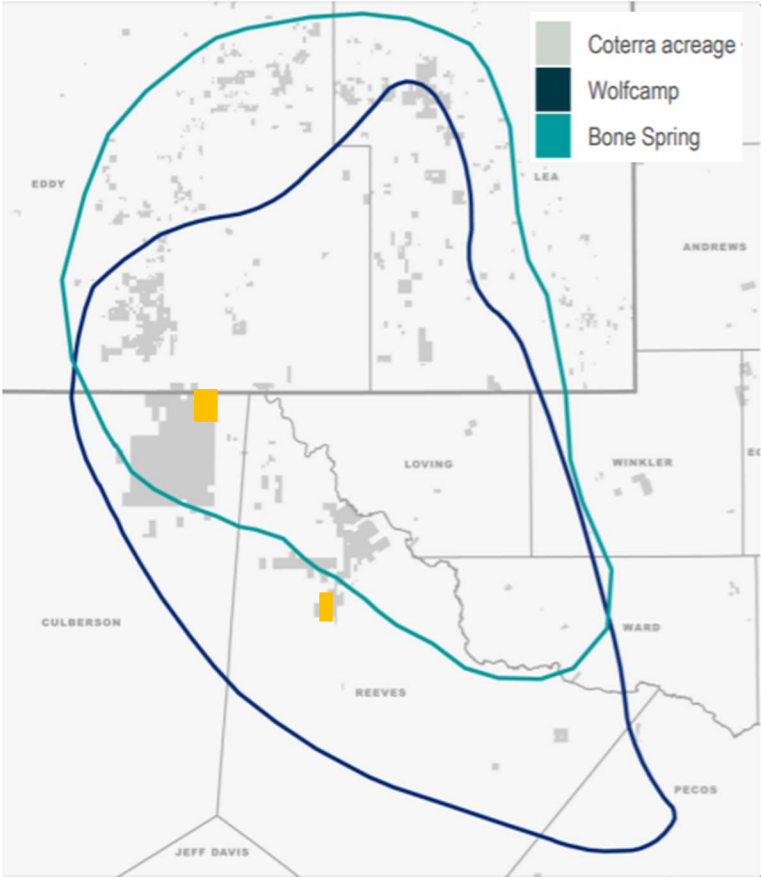 Coterra acreage
Wolfcamp
Bone Spring
EDDY
LEA
ANDREWS
LOVING
WINKLER
CULBERSON
WARD
REEVES
PECOS
JEFF DAVIS